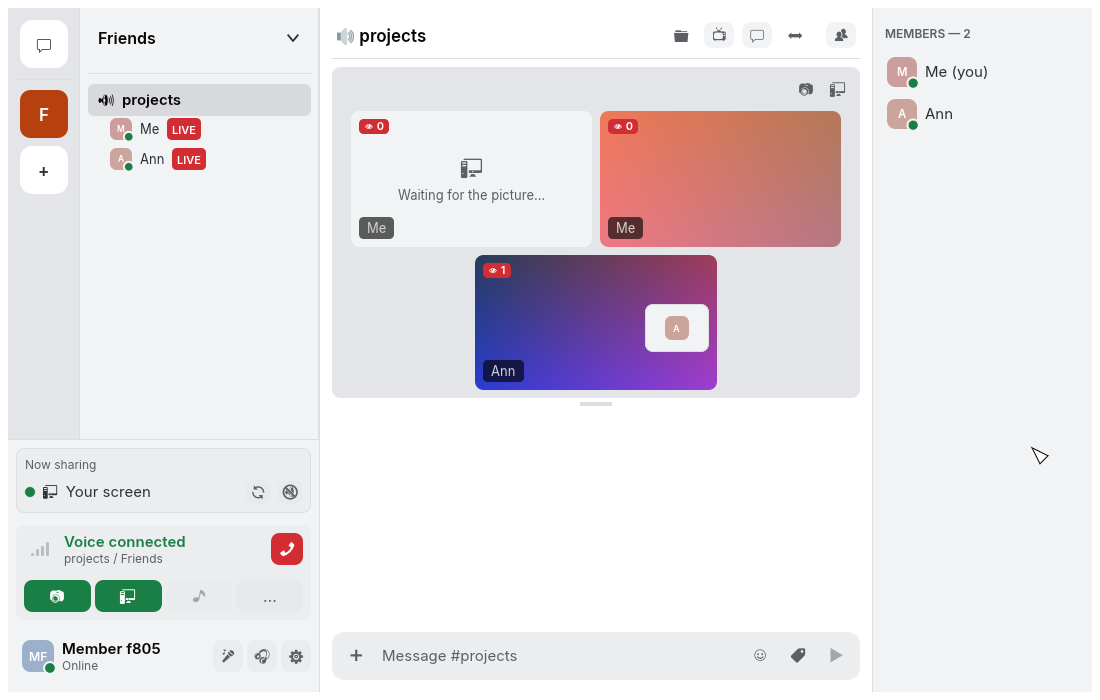 Friends
F
+
projects
M
Me
LIVE
A
Ann
LIVE
Now sharing
Your screen
Voice connected
projects / Friends
...
MF
Member f805
Online
projects
0
Waiting for the picture...
Me
0
Me
1
A
Ann
+
Message #projects
MEMBERS — 2
M
Me (you)
A
Ann